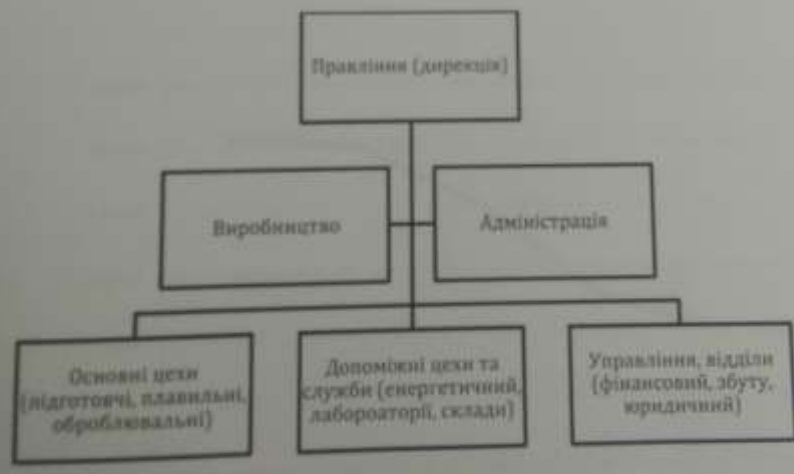 Правління (дирекція)
Виробництво
Адміністрація
Основні цехи
(підготовчі, плавильні,
оброблювальні)
Допоміжні цехи та
служби (енергетичний,
лабороаторії, склади)
Управління, відділи
(фінансовий, збуту,
юридичний)